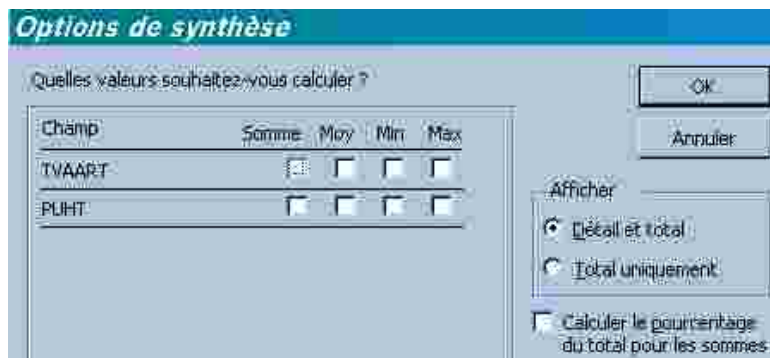 Options de synthèse
Quelles valeurs souhaitez-vous calculer ?
OK
Annuler
Champ Somme Moy Min Max
TVAART
PUHT
Afficher
Détail et total
Total uniquement
Calculer le pourcentage
du total pour les sommes